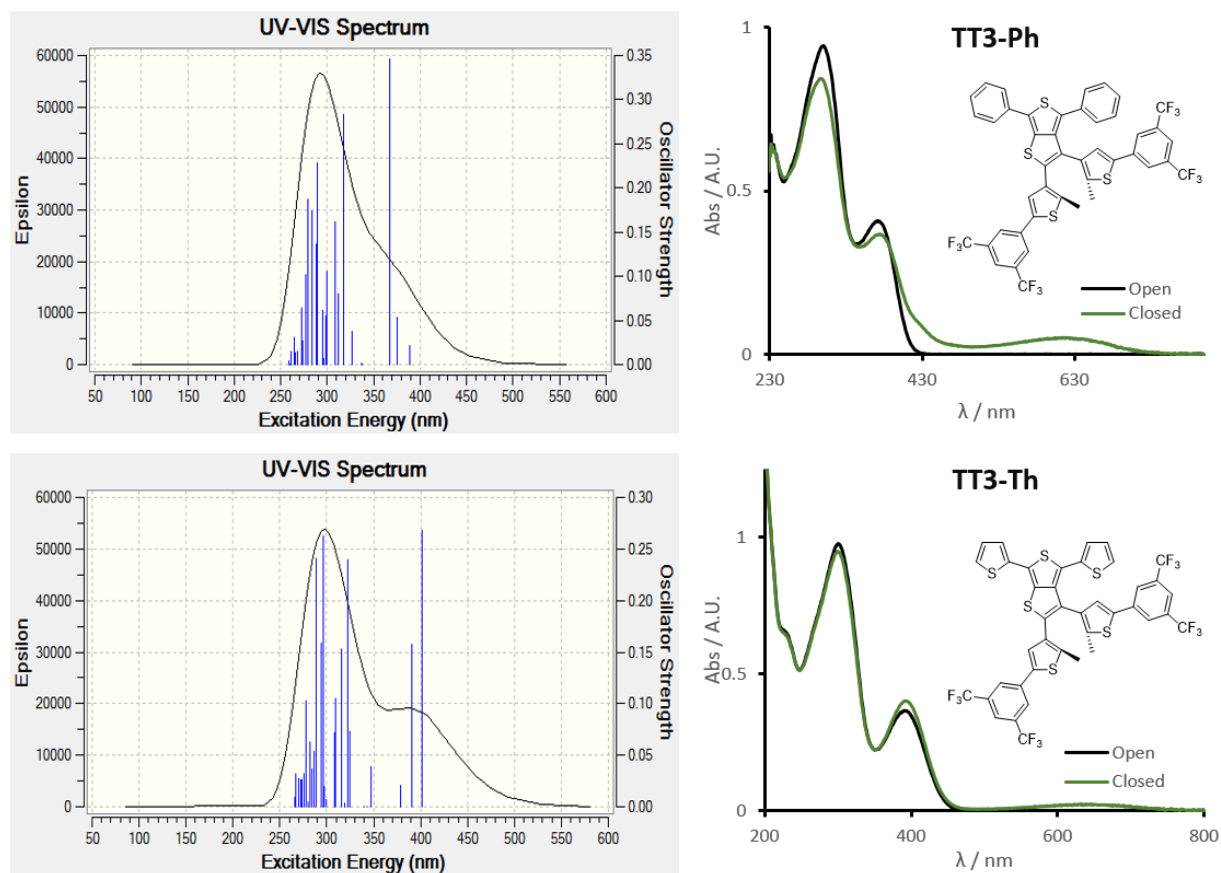 UV-VIS Spectrum
60000
50000
40000
30000
20000
10000
0
Epsilon
0.35
0.30
0.25
0.20
0.15
0.10
0.05
0.00
Oscillator Strength
50 100 150 200 250 300 350 400 450 500 550 600
Excitation Energy (nm)
TT3-Ph
1
0.5
0
Abs / A.U.
230 430 630
λ / nm
S
CF₃
S
S
CF₃
S
CF₃
CF₃
Open
Closed
UV-VIS Spectrum
60000
50000
40000
30000
20000
10000
0
Epsilon
0.30
0.25
0.20
0.15
0.10
0.05
0.00
Oscillator Strength
50 100 150 200 250 300 350 400 450 500 550 600
Excitation Energy (nm)
TT3-Th
1
0.5
0
Abs / A.U.
200 400 600 800
λ / nm
S
S
S
CF₃
S
S
CF₃
S
CF₃
CF₃
Open
Closed